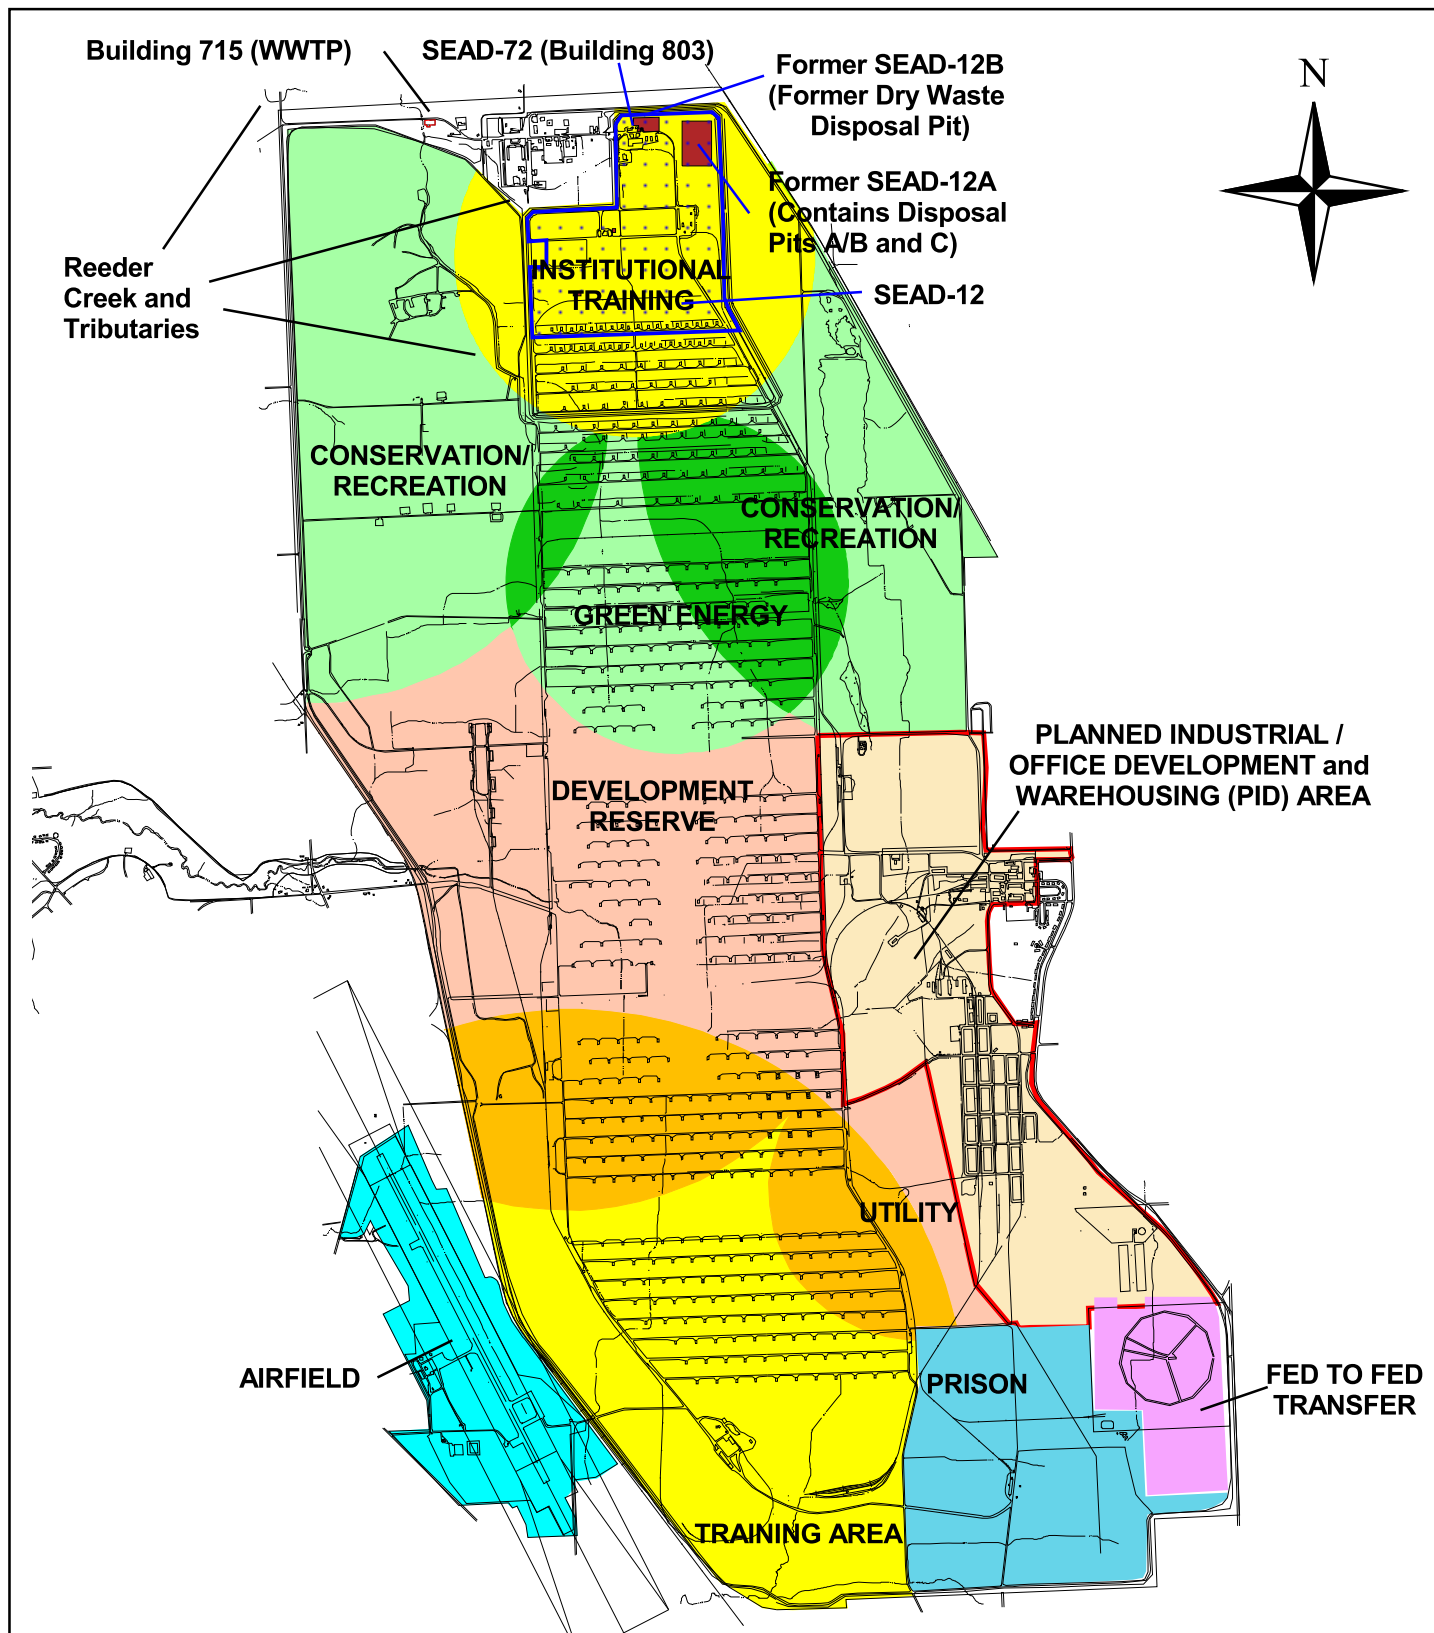 Building 715 (WWTP)
SEAD-72 (Building 803)
Former SEAD-12B
(Former Dry Waste
Disposal Pit)
N
Former SEAD-12A
(Contains Disposal
Pits A/B and C)
Reeder
Creek and
Tributaries
INSTITUTIONAL
TRAINING
SEAD-12
CONSERVATION/
RECREATION
CONSERVATION/
RECREATION
GREEN ENERGY
PLANNED INDUSTRIAL /
OFFICE DEVELOPMENT and
WAREHOUSING (PID) AREA
DEVELOPMENT
RESERVE
UTILITY
AIRFIELD
PRISON
FED TO FED
TRANSFER
TRAINING AREA